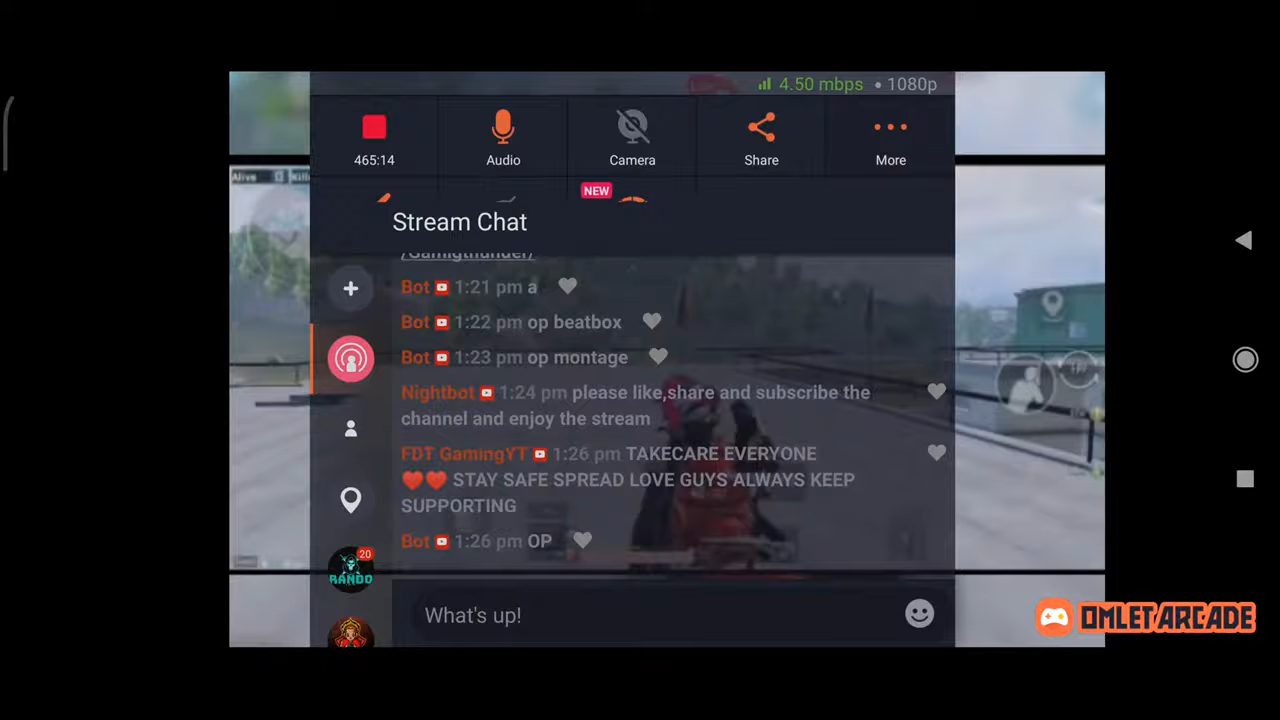 4.50 mbps • 1080p
465:14
Audio
Camera
Share
More
Alive
NEW
Stream Chat
/Gamigthunder/
Bot 1:21 pm a
Bot 1:22 pm op beatbox
Bot 1:23 pm op montage
Nightbot 1:24 pm please like,share and subscribe the
channel and enjoy the stream
FDT GamingYT 1:26 pm TAKECARE EVERYONE
❤️❤️ STAY SAFE SPREAD LOVE GUYS ALWAYS KEEP
SUPPORTING
Bot 1:26 pm OP
20
RANDO
What's up!
OMLET ARCADE